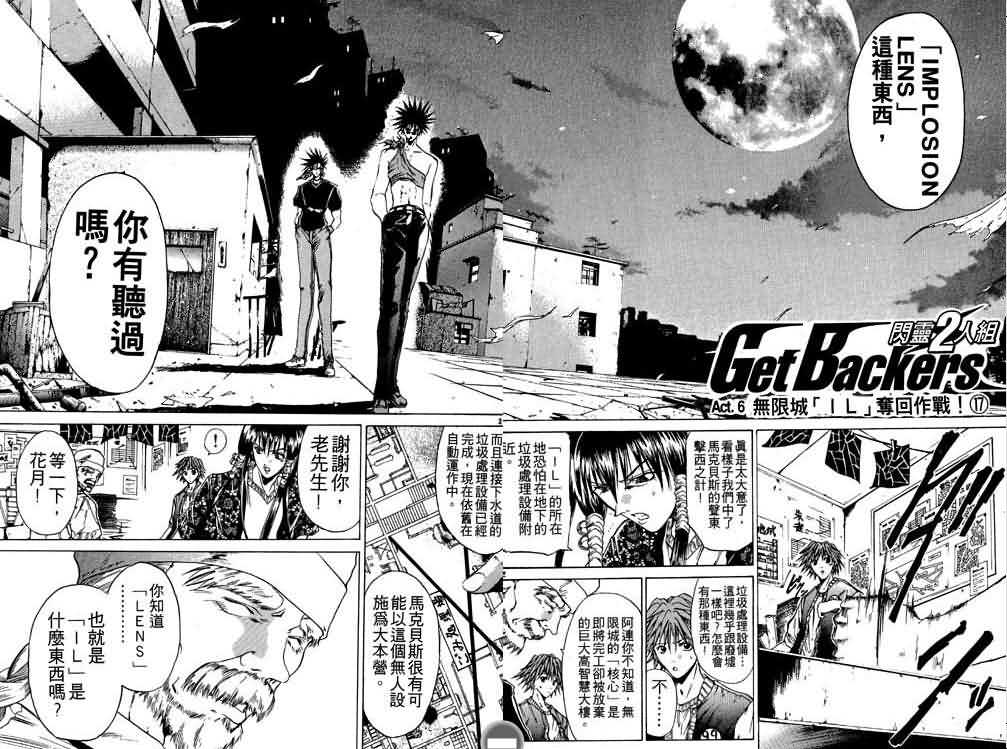 「IMPLOSION
LENS」
這種東西，
你有聽過
嗎？
閃靈2人組
GetBackers
Act. 6 無限城「IL」奪回作戰！⑰
眞是太大意了，
看樣子我們中了
馬克貝斯的聲東
擊西之計！
「IL」的所在
地恐怕在地下的
垃圾處理設備附
近。
垃圾處理設備…
這裡幾乎跟廢墟
一樣吧？怎麼會
有那種東西！
不…
阿連你不知道，無
限城的「核心」是
即將完工卻被放棄
的巨大高智慧大樓。
而且連接下水道的
垃圾處理設備已經
完成，現在依舊在
自動運作中。
馬克貝斯很有可
能以這個無人設
施為大本營。
謝謝你，
老先生！
！
等一下，
花月！
你知道
「LENS」
………
也就是
「IL」是
什麼東西嗎？
2